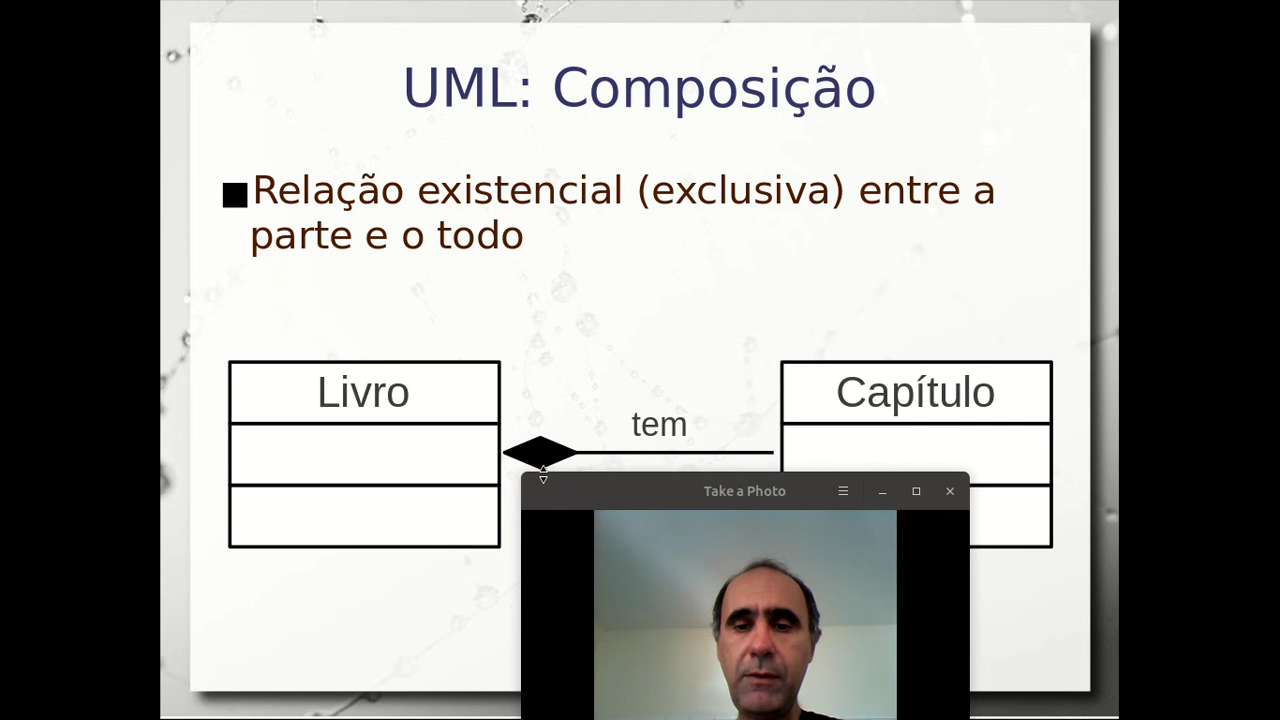 UML: Composição
Relação existencial (exclusiva) entre a
parte e o todo
Livro
Capítulo
tem
Take a Photo